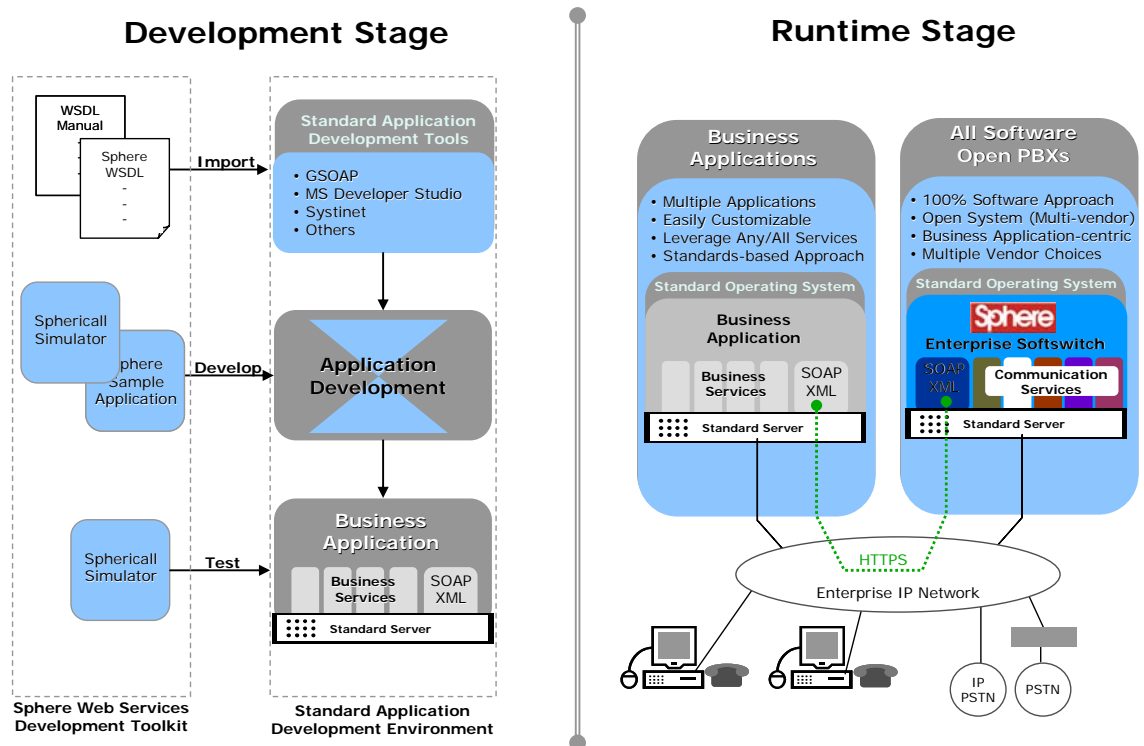 Development Stage
WSDL
Manual
-
Sphere
WSDL
-
-
-
Import
Standard Application
Development Tools
• GSOAP
• MS Developer Studio
• Systinet
• Others
Sphericall
Simulator
Sphere
Sample
Application
Develop
Application
Development
Sphericall
Simulator
Test
Business
Application
Business
Services
SOAP
XML
Standard Server
Sphere Web Services
Development Toolkit
Standard Application
Development Environment
Runtime Stage
Business
Applications
• Multiple Applications
• Easily Customizable
• Leverage Any/All Services
• Standards-based Approach
Standard Operating System
Business
Application
Business
Services
SOAP
XML
Standard Server
All Software
Open PBXs
• 100% Software Approach
• Open System (Multi-vendor)
• Business Application-centric
• Multiple Vendor Choices
Standard Operating System
Sphere
Enterprise Softswitch
SOAP
XML
Communication
Services
Standard Server
HTTPS
Enterprise IP Network
IP
PSTN
PSTN